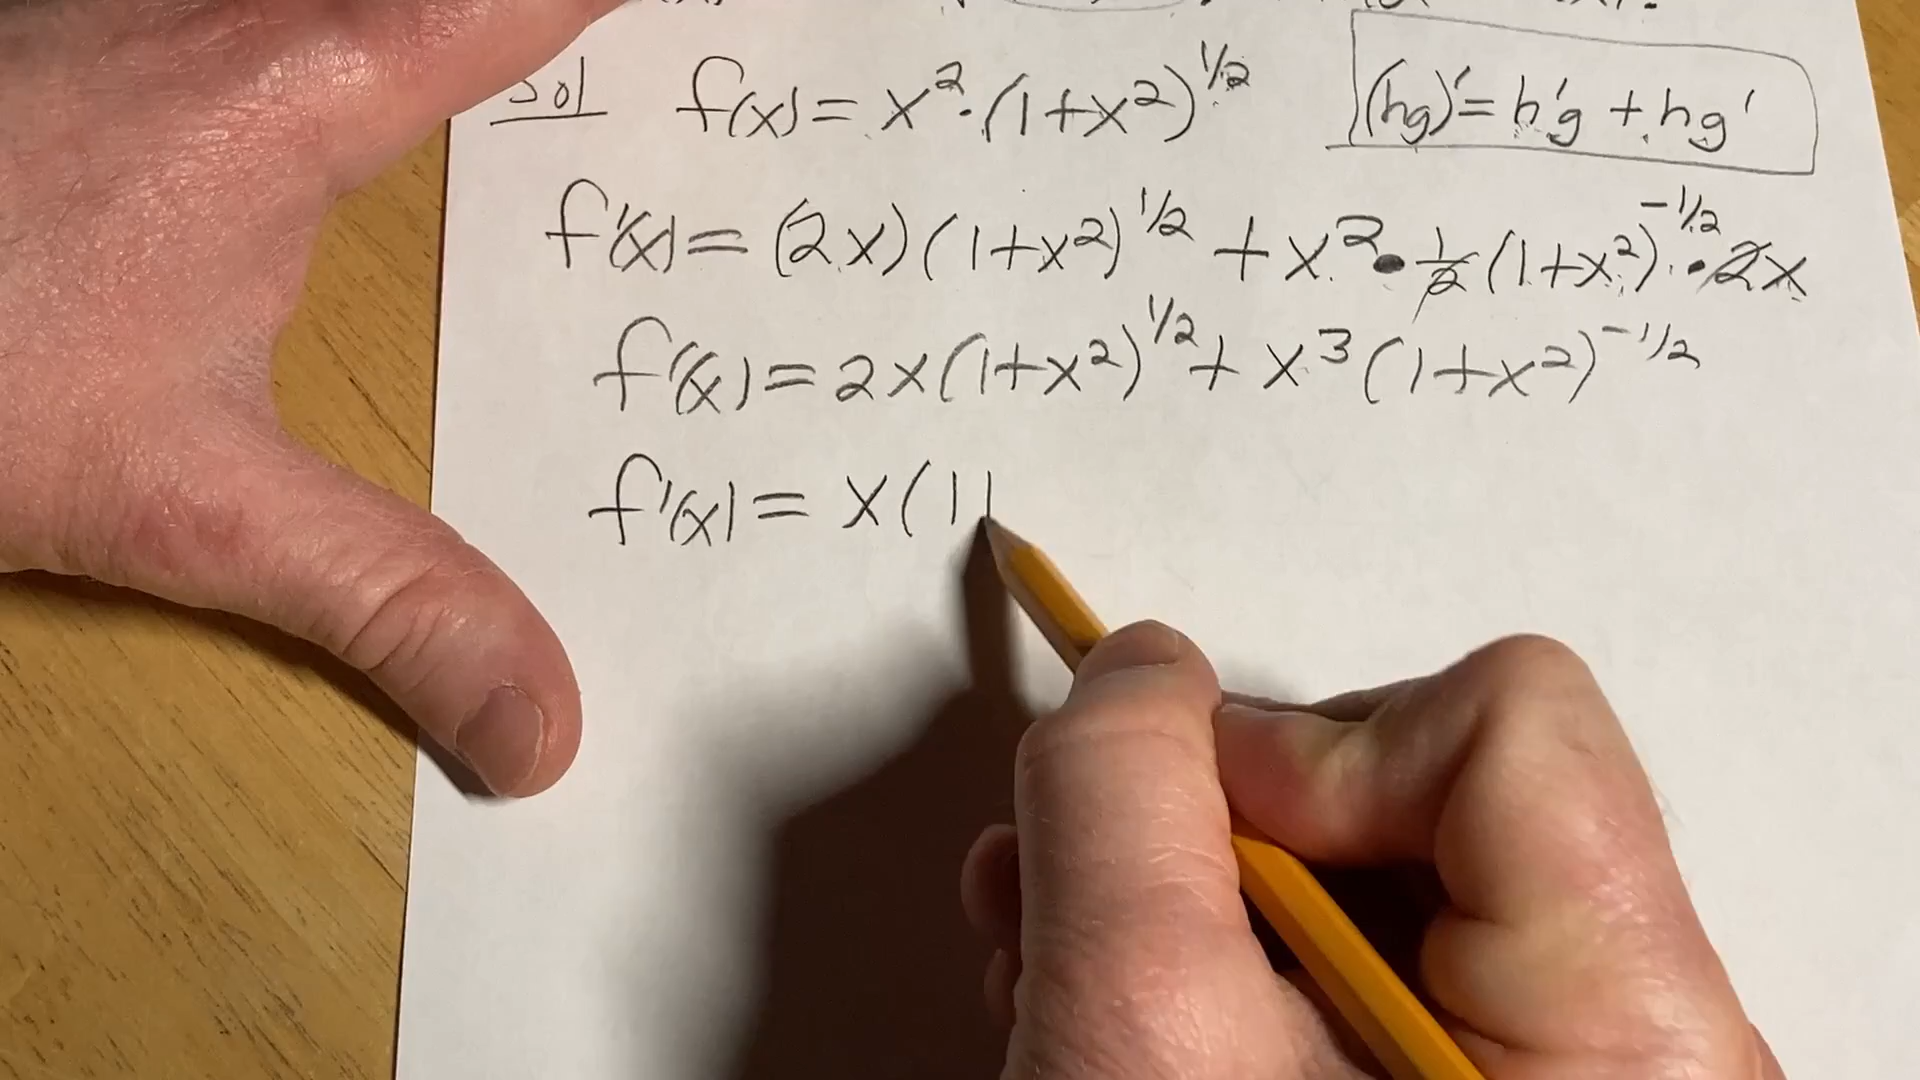 Sol f(x) = x²·(1+x²)^1/2 (hg)' = h'g + hg'
f'(x) = (2x)(1+x²)^1/2 + x²·1/2(1+x²)^-1/2·2x
f'(x) = 2x(1+x²)^1/2 + x³(1+x²)^-1/2
f'(x) = x(1